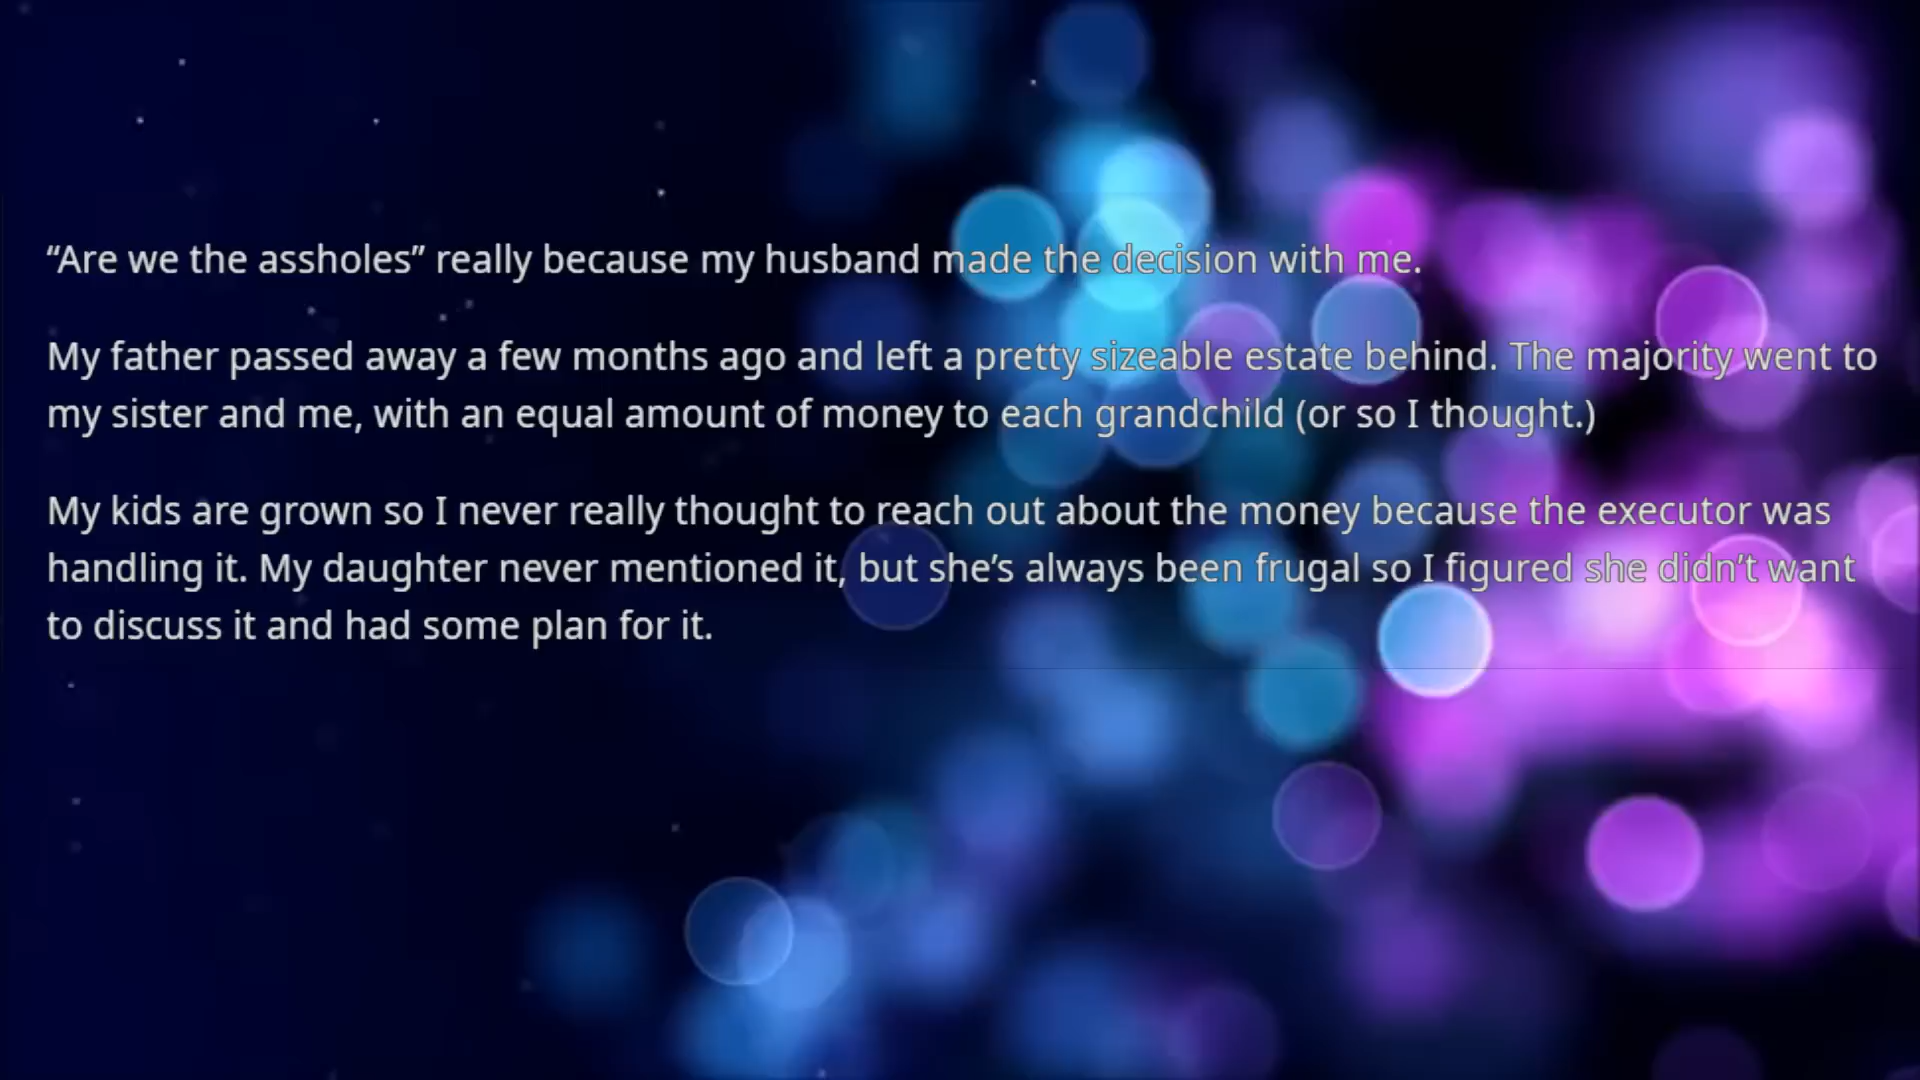 “Are we the assholes” really because my husband made the decision with me.
My father passed away a few months ago and left a pretty sizeable estate behind. The majority went to
my sister and me, with an equal amount of money to each grandchild (or so I thought.)
My kids are grown so I never really thought to reach out about the money because the executor was
handling it. My daughter never mentioned it, but she’s always been frugal so I figured she didn’t want
to discuss it and had some plan for it.